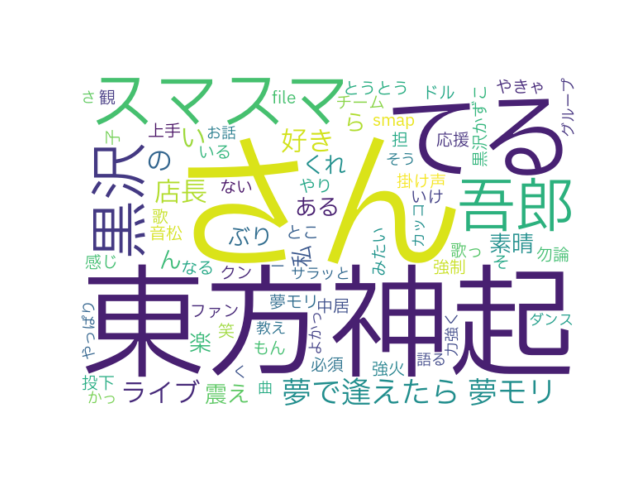 スマスマ
とうとう
ドル
やきゃ
さ
観
file
チーム
てる
黒沢かずこ
グループ
子
上手
お話
い
ら
smap
好き
担
応援
黒沢
の
いる
さん
くれ
そう
掛け声
店長
ない
やり
ある
いけ
カッコ
吾郎
歌
音松
ぶり
とこ
私
みたい
歌っ
素晴
感じ
ん
なる
クン
ー
サラッと
強制
そ
勿論
東方神起
やっぱり
ファン
夢モリ
中居
よかっ
力強く
ダンス
楽
笑
教え
もん
必須
強火
語る
投下
かっ
ライブ
震え
く
曲
夢で逢えたら
夢モリ